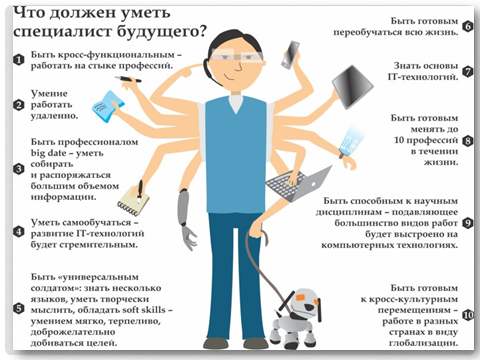 Что должен уметь
специалист будущего?
1 Быть кросс-функциональным –
работать на стыке профессий.
2 Умение
работать
удаленно.
3 Быть профессионалом
big date – уметь
собирать
и распоряжаться
большим объемом
информации.
4 Уметь самообучаться –
развитие IT-технологий
будет стремительным.
5 Быть «универсальным
солдатом»: знать несколько
языков, уметь творчески
мыслить, обладать soft skills –
умением мягко, терпеливо,
доброжелательно
добиваться целей.
Быть готовым 6
переобучаться всю жизнь.
Знать основы 7
IT-технологий.
Быть готовым
менять до 8
10 профессий
в течении
жизни.
Быть способным к научным
дисциплинам – подавляющее
большинство видов работ 9
будет выстроено на
компьютерных технологиях.
Быть готовым
к кросс-культурным
перемещениям – 10
работе в разных
странах в виду
глобализации.